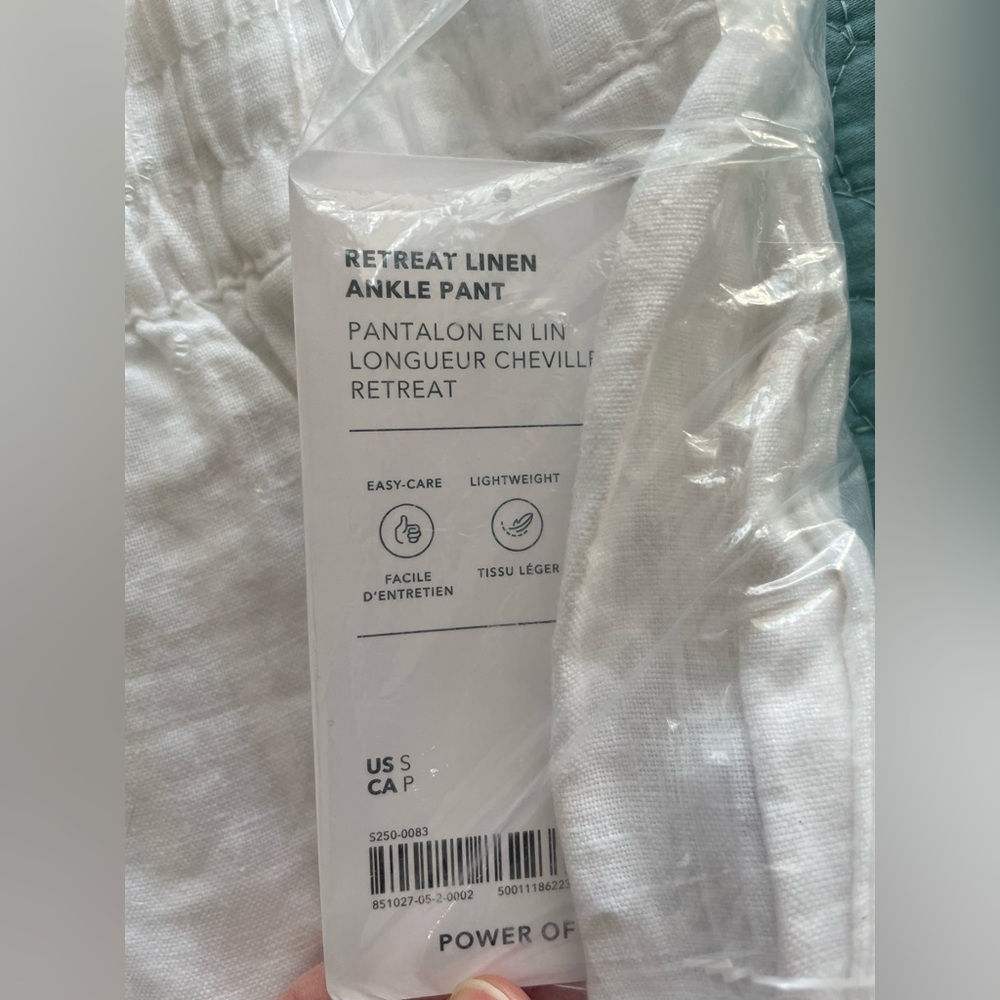 RETREAT LINEN
ANKLE PANT
PANTALON EN LIN
LONGUEUR CHEVILLE
RETREAT
EASY-CARE LIGHTWEIGHT
FACILE TISSU LÉGER
D'ENTRETIEN
US S
CA P
S250-0083
851027-05-2-0002 50011186223
POWER OF